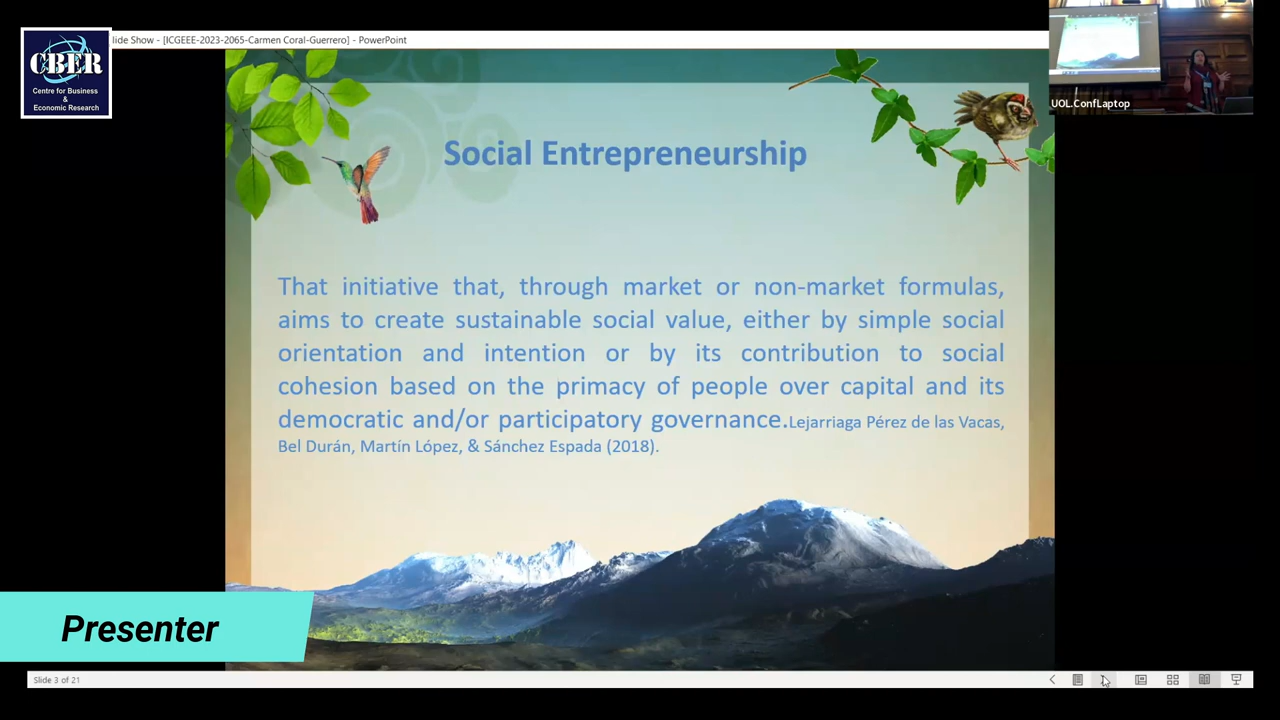 lide Show - [ICGEEE-2023-2065-Carmen Coral-Guerrero] - PowerPoint
CBER
Centre for Business
&
Economic Research
UOL.ConfLaptop
Social Entrepreneurship
That initiative that, through market or non-market formulas,
aims to create sustainable social value, either by simple social
orientation and intention or by its contribution to social
cohesion based on the primacy of people over capital and its
democratic and/or participatory governance.Lejarriaga Pérez de las Vacas,
Bel Durán, Martín López, & Sánchez Espada (2018).
Presenter
Slide 3 of 21